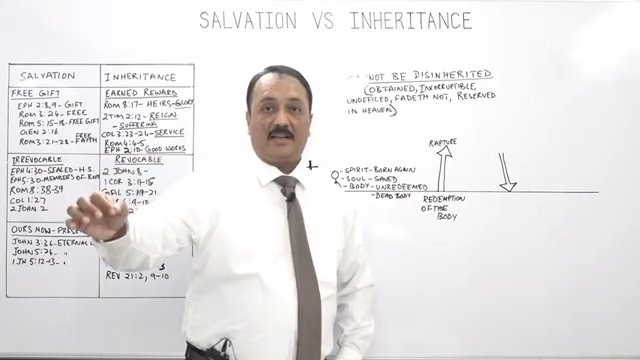 SALVATION VS INHERITANCE
SALVATION
FREE GIFT
EPH 2:8,9- GIFT
ROM 3:24- FREE
ROM 5:15-18- FREE GIFT
GEN 2:16
FREE
ROM 3:21-28- FAITH
IRREVOCABLE
EPH 4:30- SEALED- H.S.
EPH 5:30- MEMBERS OF
ROM 8:38-39
COL 1:27
2 JOHN 2
OURS NOW-
JOHN 3:36- ETERNAL
JOHN 5:24- "
1JN 5:12-13- "
INHERITANCE
EARNED REWARD
ROM 8:17- HEIRS- GLORY
2TIM 2:12- REIGN
- SUFFERING
COL 3:23-24- SERVICE
ROM 4:4-5
EPH 2:10- GOOD WORKS
REVOCABLE
2 JOHN 8-
1 COR 3:11-15
5:19-21
9-10
REV. 21:2, 9-10
NOT BE DISINHERITED
(OBTAINED, INCORRUPTIBLE,
UNDEFILED, FADETH NOT, RESERVED
IN HEAVEN)
RAPTURE
- SPIRIT- BORN AGAIN
- SOUL- SAVED
- BODY- UNREDEEMED
- DEAD BODY
REDEMPTION
OF THE
BODY